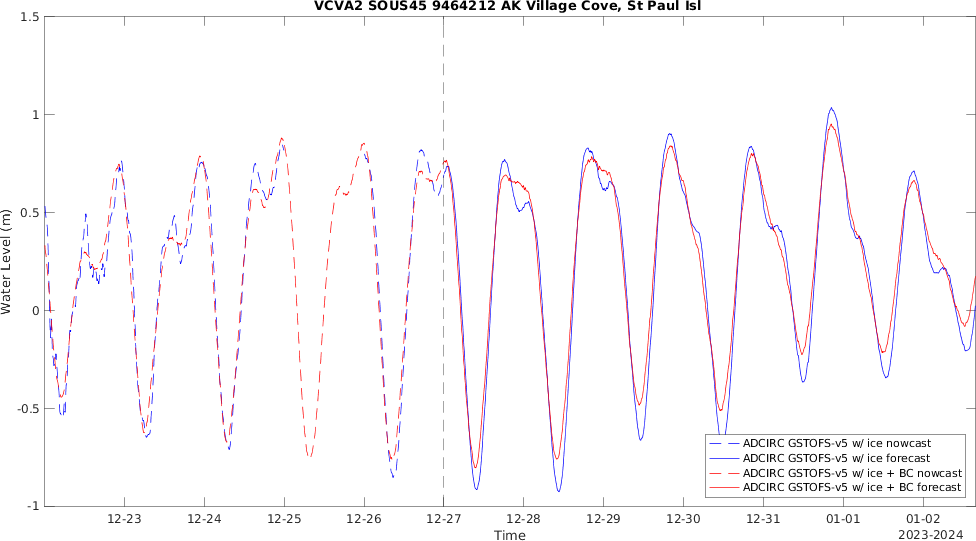 VCVA2 SOUS45 9464212 AK Village Cove, St Paul Isl
1.5
1
0.5
0
-0.5
-1
Water Level (m)
12-23
12-24
12-25
12-26
12-27
12-28
12-29
12-30
12-31
01-01
01-02
2023-2024
Time
ADCIRC GSTOFS-v5 w/ ice nowcast
ADCIRC GSTOFS-v5 w/ ice forecast
ADCIRC GSTOFS-v5 w/ ice + BC nowcast
ADCIRC GSTOFS-v5 w/ ice + BC forecast